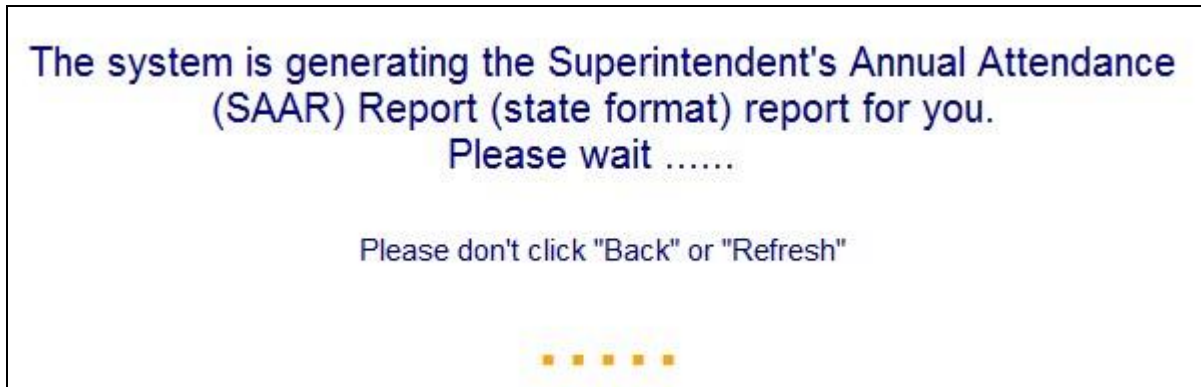 The system is generating the Superintendent's Annual Attendance
(SAAR) Report (state format) report for you.
Please wait ......
Please don't click "Back" or "Refresh"